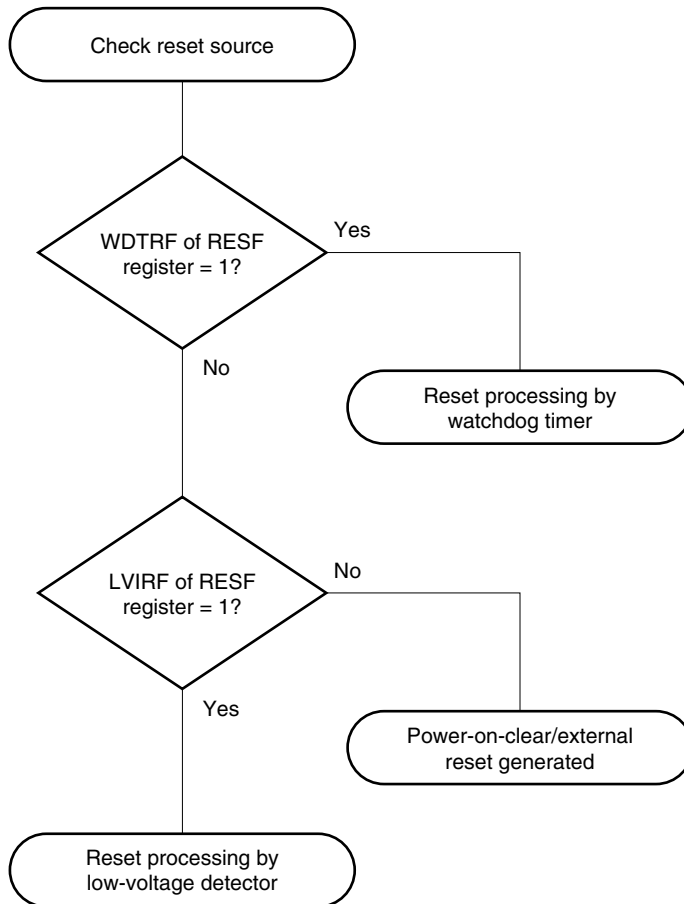 Check reset source
WDTRF of RESF
register = 1?
Yes
No
Reset processing by
watchdog timer
LVIRF of RESF
register = 1?
No
Yes
Power-on-clear/external
reset generated
Reset processing by
low-voltage detector